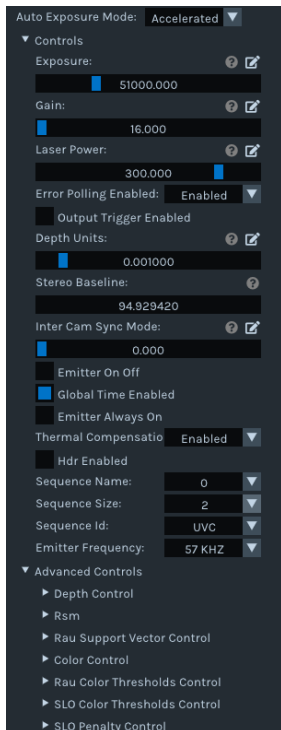 Auto Exposure Mode: Accelerated
Controls
Exposure:
51000.000
Gain:
16.000
Laser Power:
300.000
Error Polling Enabled: Enabled
Output Trigger Enabled
Depth Units:
0.001000
Stereo Baseline:
94.929420
Inter Cam Sync Mode:
0.000
Emitter On Off
Global Time Enabled
Emitter Always On
Thermal Compensatio Enabled
Hdr Enabled
Sequence Name: 0
Sequence Size: 2
Sequence Id: UVC
Emitter Frequency: 57 KHZ
Advanced Controls
Depth Control
Rsm
Rau Support Vector Control
Color Control
Rau Color Thresholds Control
SLO Color Thresholds Control
SLO Penalty Control